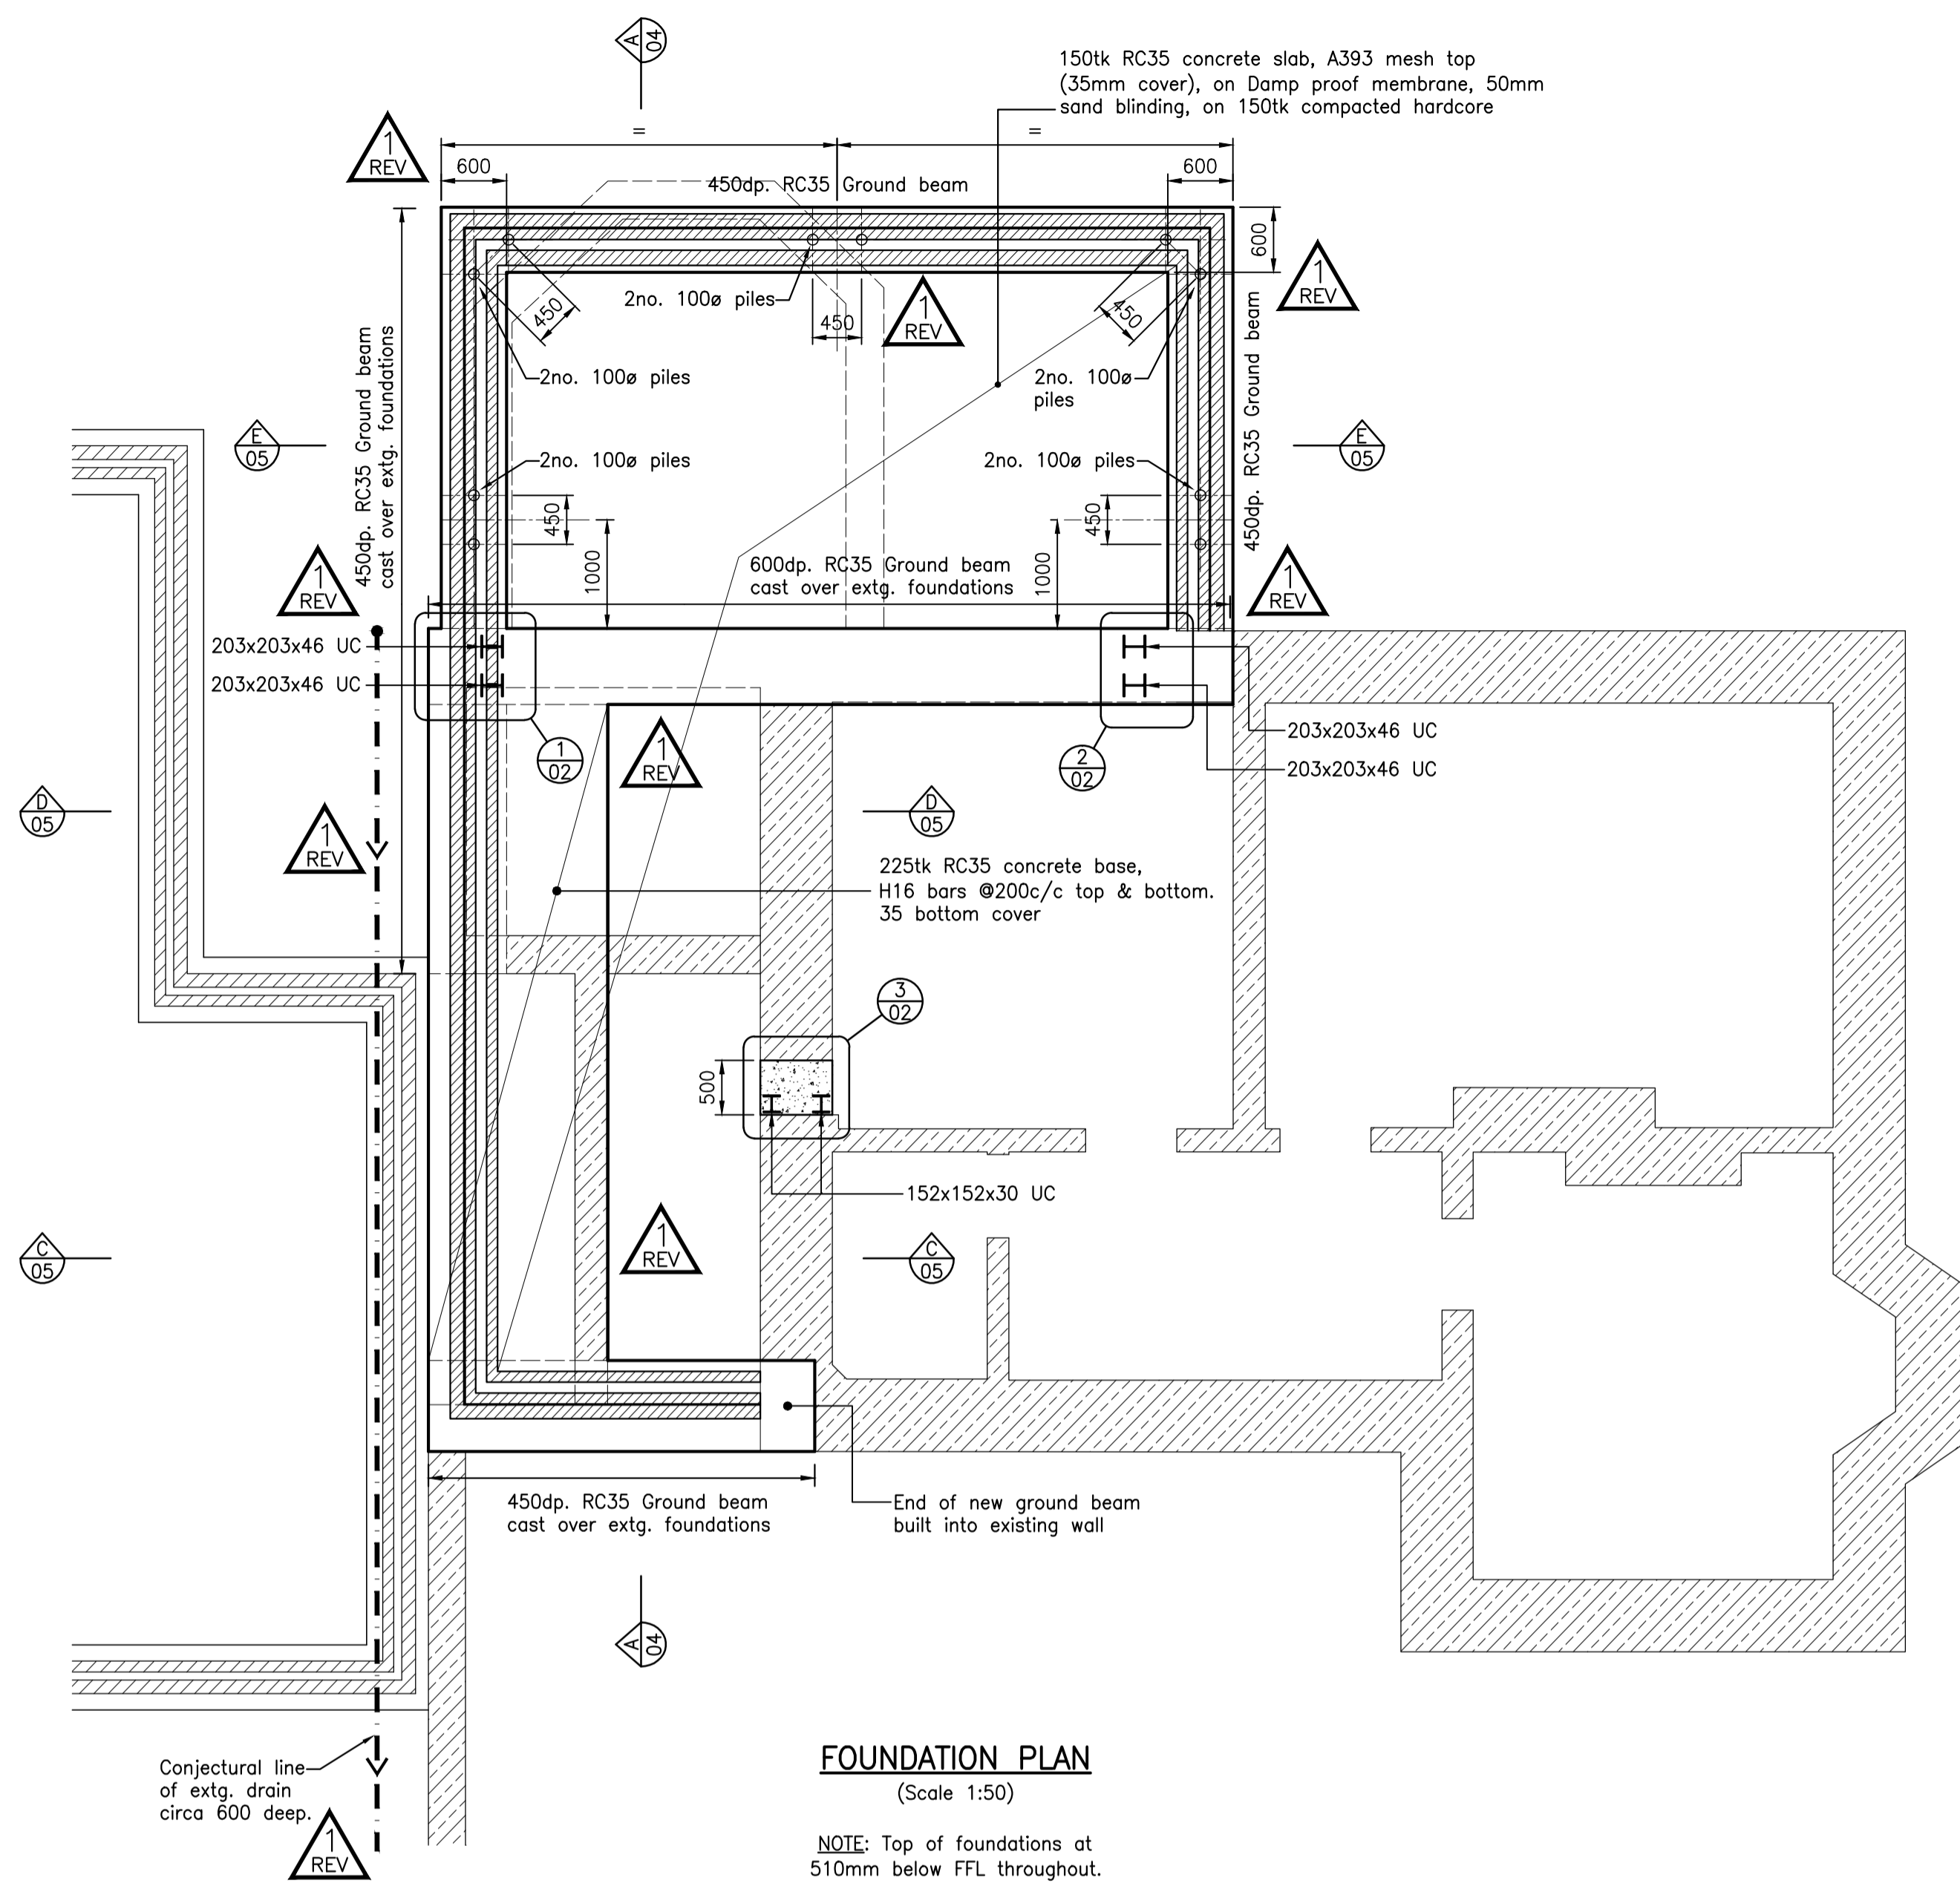 A
04
150tk RC35 concrete slab, A393 mesh top
(35mm cover), on Damp proof membrane, 50mm
sand blinding, on 150tk compacted hardcore
=
=
1
REV
600
600
450dp. RC35 Ground beam
600
1
REV
450
2no. 100ø piles
450
1
REV
450
450dp. RC35 Ground beam
cast over extg. foundations
2no. 100ø piles
2no. 100ø
piles
450dp. RC35 Ground beam
E
05
E
05
2no. 100ø piles
2no. 100ø piles
450
450
1000
1000
600dp. RC35 Ground beam
cast over extg. foundations
1
REV
1
REV
203x203x46 UC
203x203x46 UC
1
02
1
REV
2
02
203x203x46 UC
203x203x46 UC
D
05
1
REV
D
05
225tk RC35 concrete base,
H16 bars @200c/c top & bottom.
35 bottom cover
3
02
500
152x152x30 UC
C
05
1
REV
C
05
450dp. RC35 Ground beam
cast over extg. foundations
End of new ground beam
built into existing wall
A
04
Conjectural line
of extg. drain
circa 600 deep.
1
REV
FOUNDATION PLAN
(Scale 1:50)
NOTE: Top of foundations at
510mm below FFL throughout.